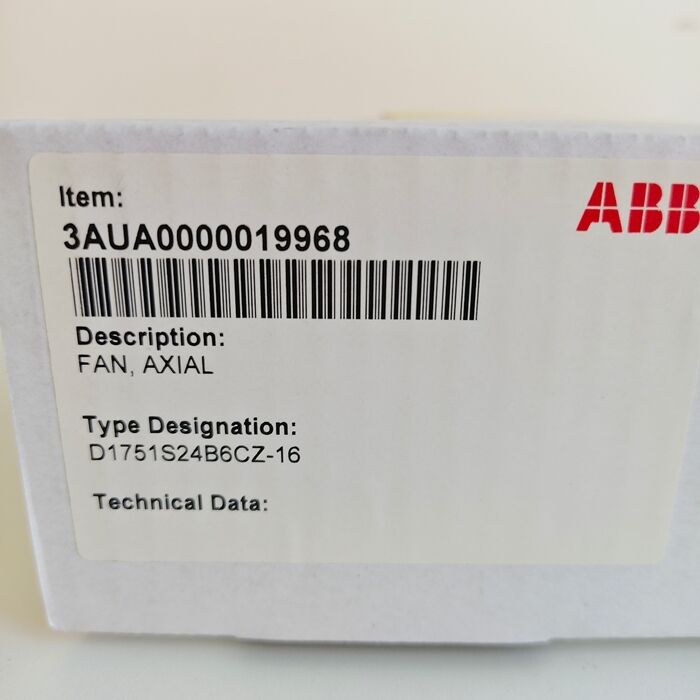 Item:
ABB
3AUA0000019968
Description:
FAN, AXIAL
Type Designation:
D1751S24B6CZ-16
Technical Data: